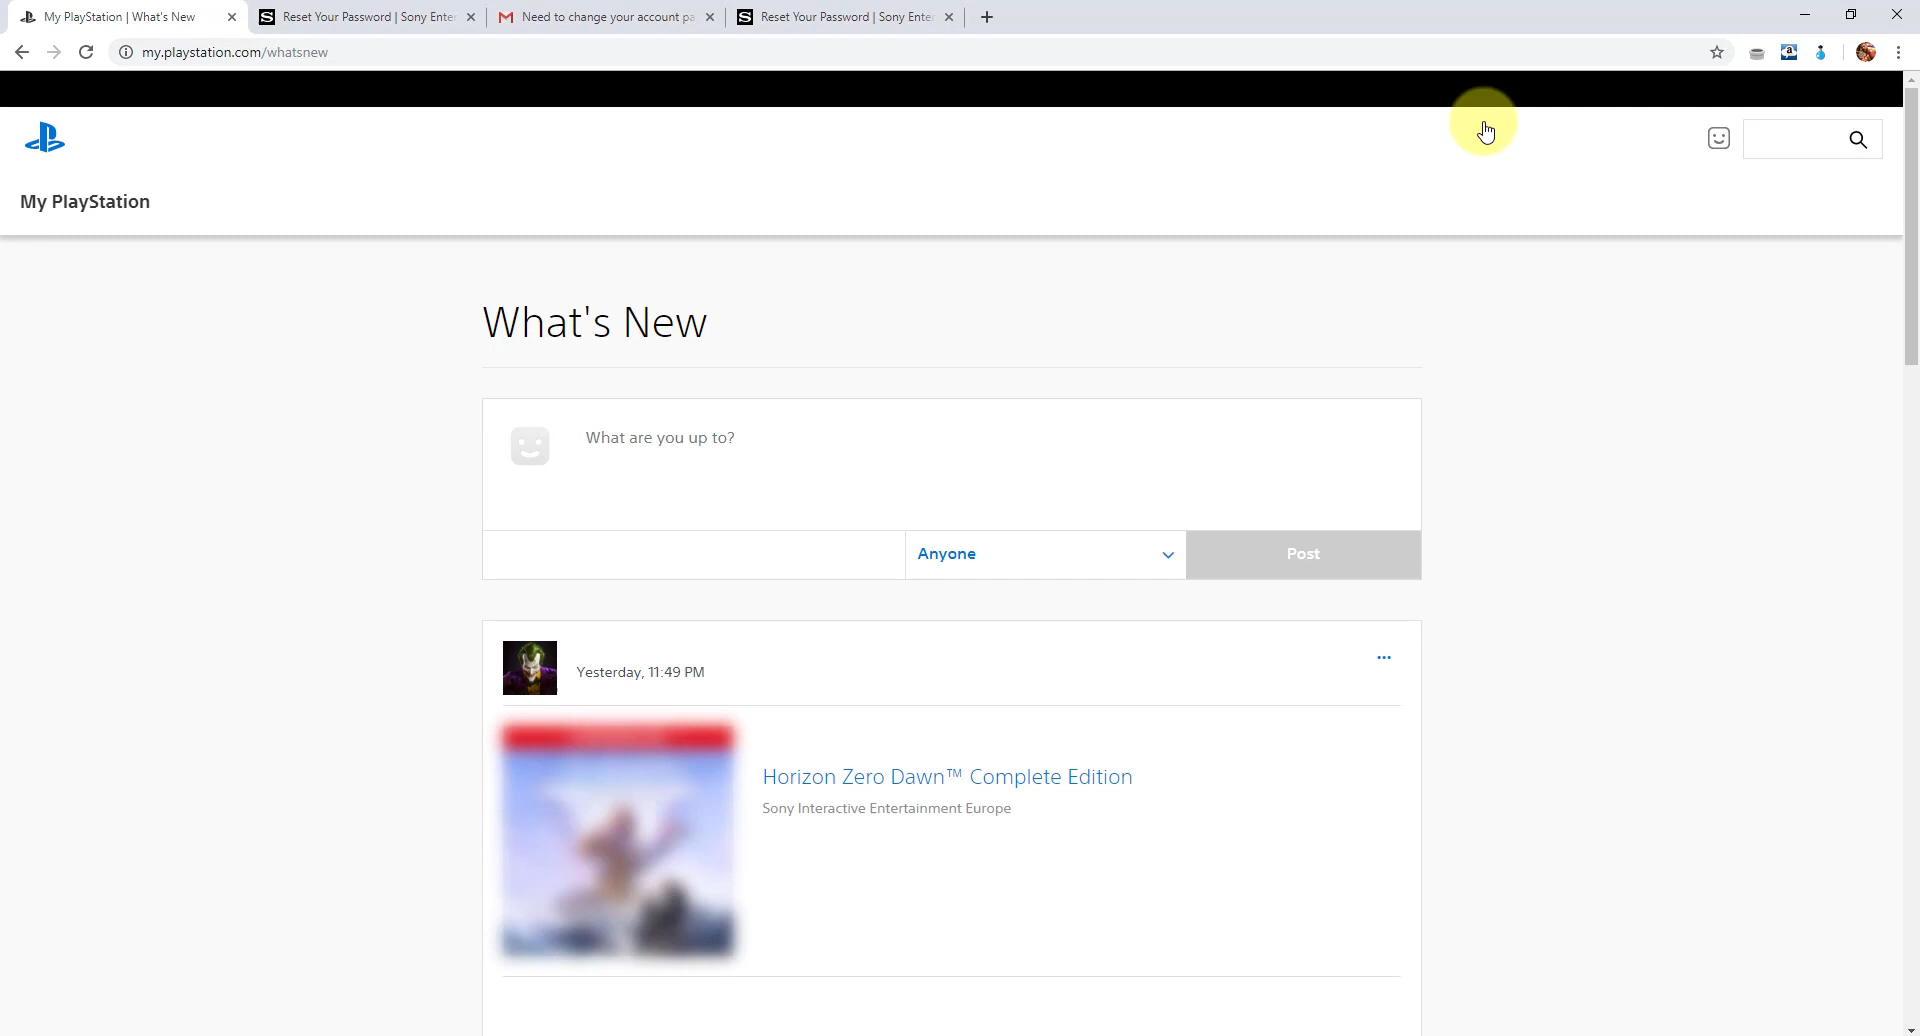 My PlayStation | What's New
Reset Your Password | Sony Enter
Need to change your account pa
Reset Your Password | Sony Enter
my.playstation.com/whatsnew
My PlayStation
What's New
What are you up to?
Anyone
Post
Yesterday, 11:49 PM
Horizon Zero Dawn™ Complete Edition
Sony Interactive Entertainment Europe